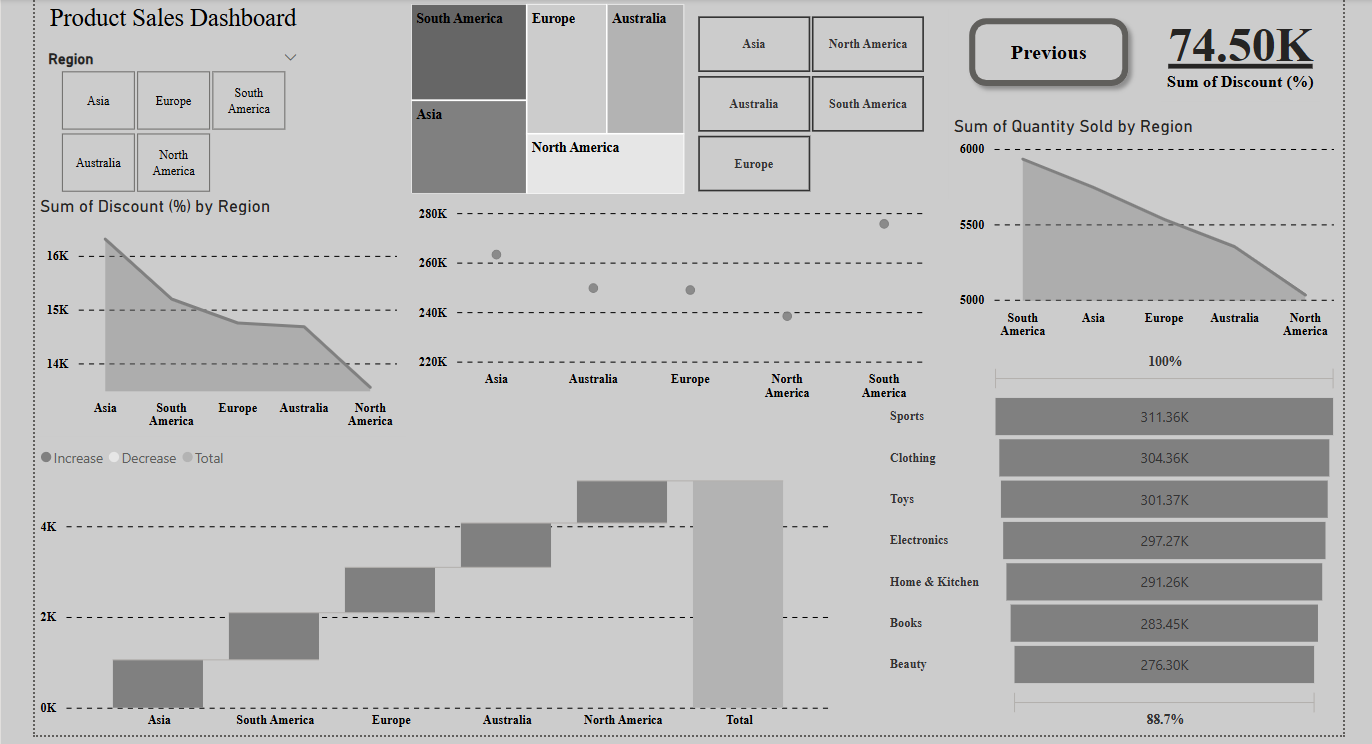 Product Sales Dashboard
Region
Asia
Europe
South
America
Australia
North
America
South America
Europe
Australia
Asia
North America
Asia
North America
Australia
South America
Europe
Previous
74.50K
Sum of Discount (%)
Sum of Discount (%) by Region
16K
15K
14K
Asia
South
America
Europe
Australia
North
America
280K
260K
240K
220K
Asia
Australia
Europe
North
America
South
America
Sum of Quantity Sold by Region
6000
5500
5000
South
America
Asia
Europe
Australia
North
America
Increase Decrease Total
4K
2K
0K
Asia
South America
Europe
Australia
North America
Total
100%
Sports 311.36K
Clothing 304.36K
Toys 301.37K
Electronics 297.27K
Home & Kitchen 291.26K
Books 283.45K
Beauty 276.30K
88.7%